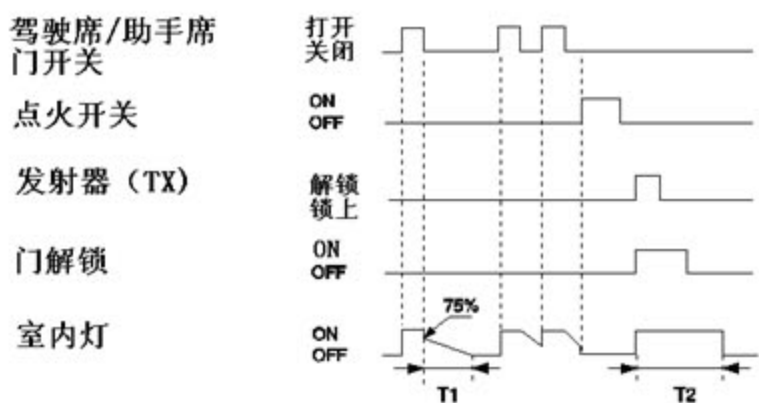 驾驶席/助手席
门开关
打开
关闭
点火开关
ON
OFF
发射器（TX)
解锁
锁上
门解锁
ON
OFF
室内灯
ON
OFF
75%
T1
T2